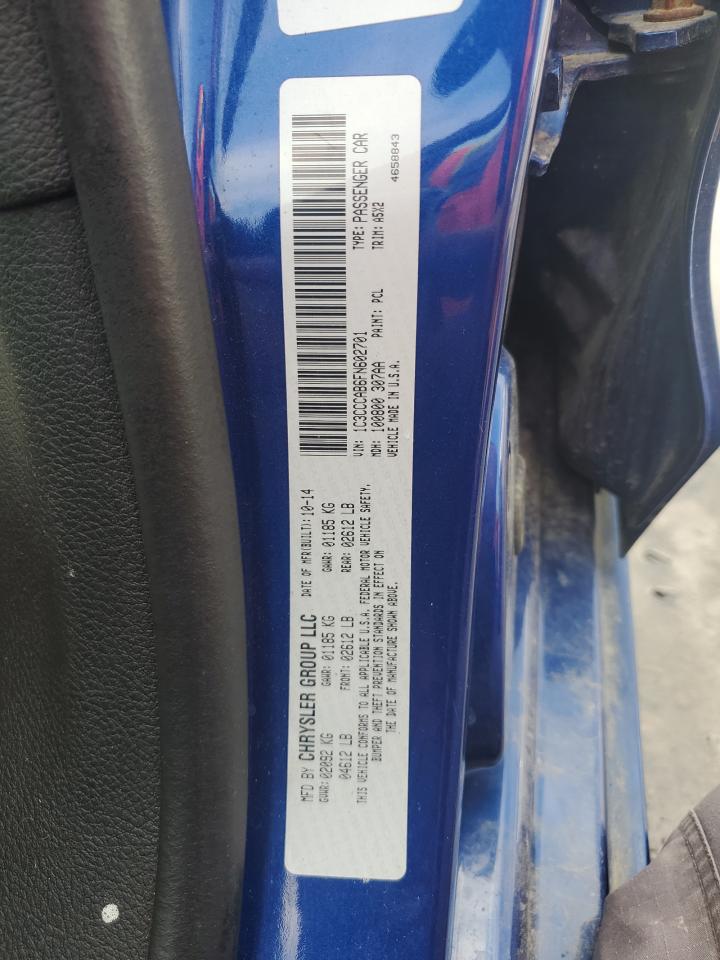 MFD BY CHRYSLER GROUP LLC DATE OF MFR(BUILT): 10-14
GVWR: 02092 KG GAWR: 01185 KG GAWR: 01185 KG
04612 LB FRONT: 02612 LB REAR: 02612 LB
THIS VEHICLE CONFORMS TO ALL APPLICABLE U.S.A. FEDERAL MOTOR VEHICLE SAFETY,
BUMPER AND THEFT PREVENTION STANDARDS IN EFFECT ON
THE DATE OF MANUFACTURE SHOWN ABOVE.
VIN: 1C3CCCAB6FN602701 TYPE: PASSENGER CAR
MDH: 100800 307AA PAINT: PCL TRIM: A5X2
VEHICLE MADE IN U.S.A. 4658843